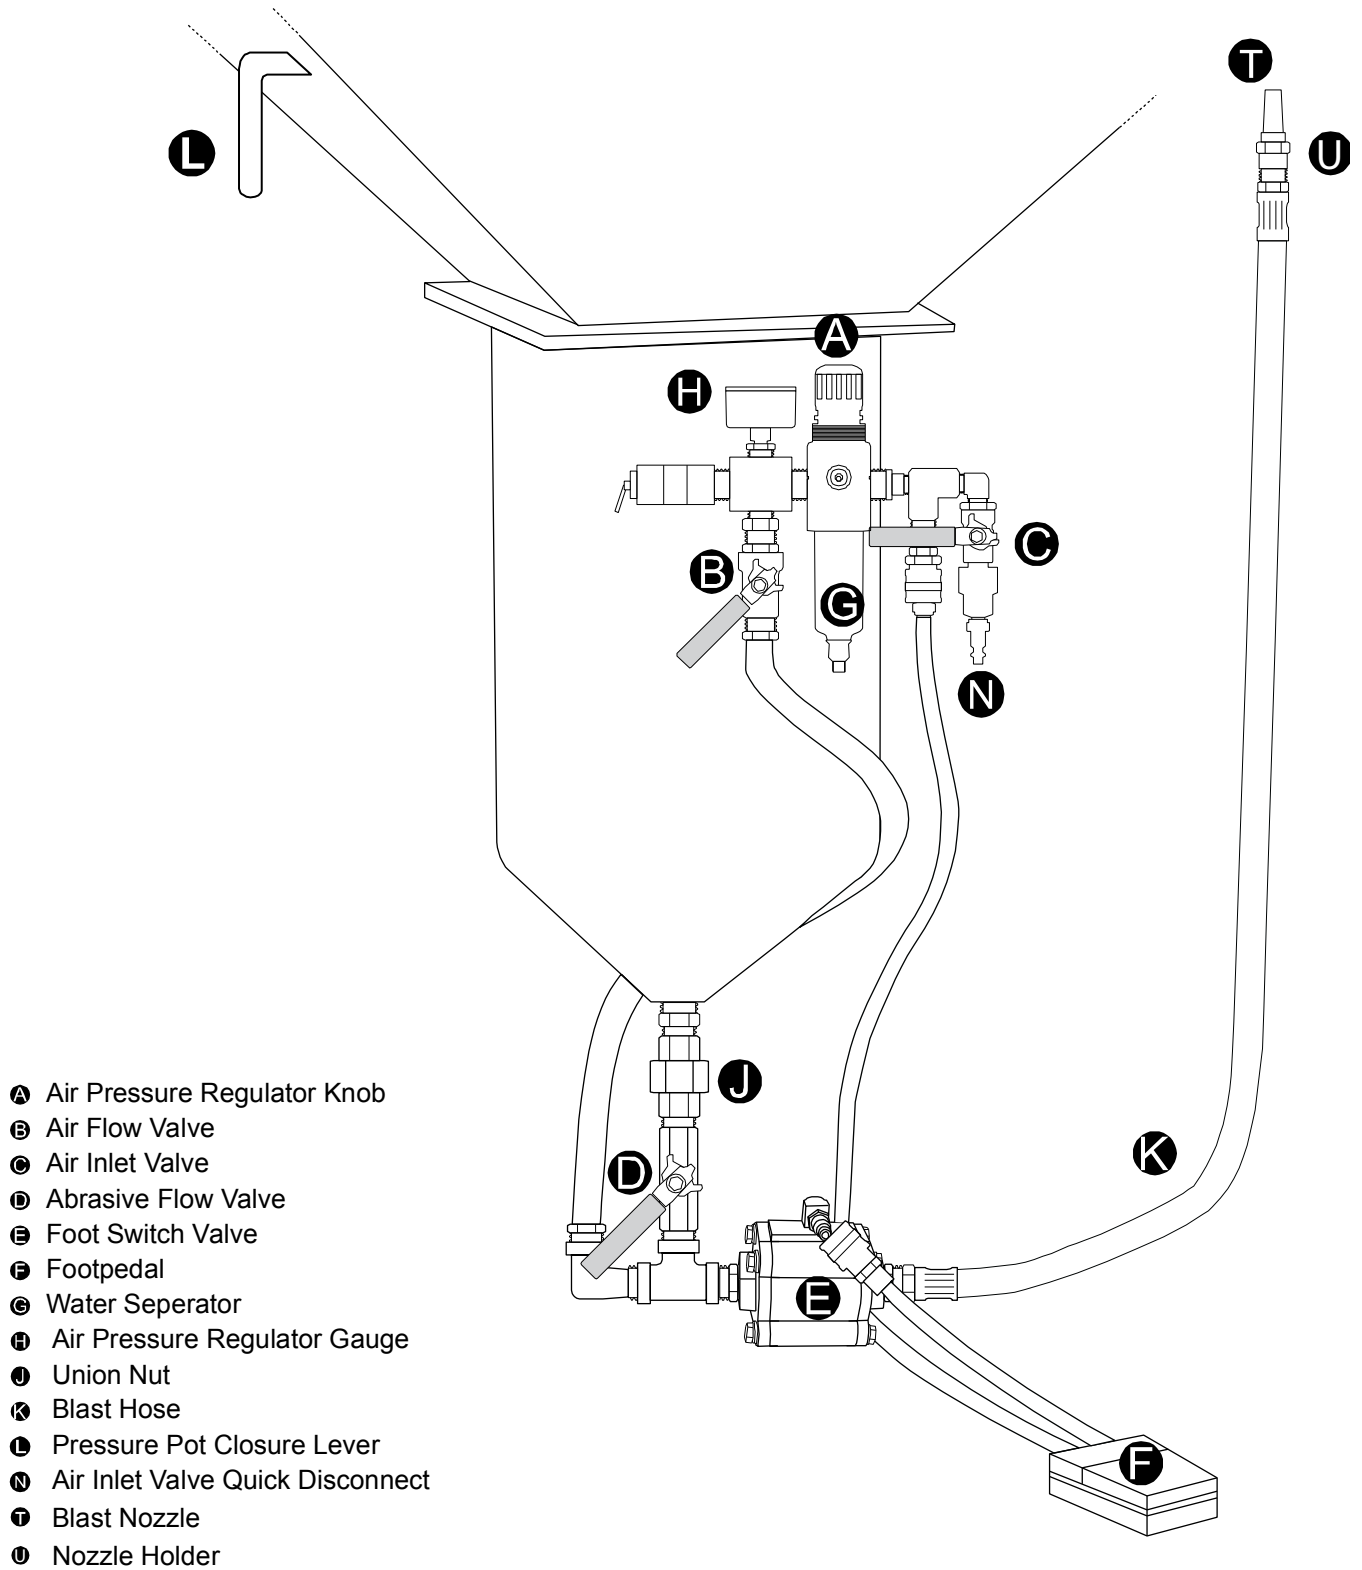 T
L
U
A
H
C
B
G
N
J
K
D
E
F
A Air Pressure Regulator Knob
B Air Flow Valve
C Air Inlet Valve
D Abrasive Flow Valve
E Foot Switch Valve
F Footpedal
G Water Seperator
H Air Pressure Regulator Gauge
J Union Nut
K Blast Hose
L Pressure Pot Closure Lever
N Air Inlet Valve Quick Disconnect
T Blast Nozzle
U Nozzle Holder